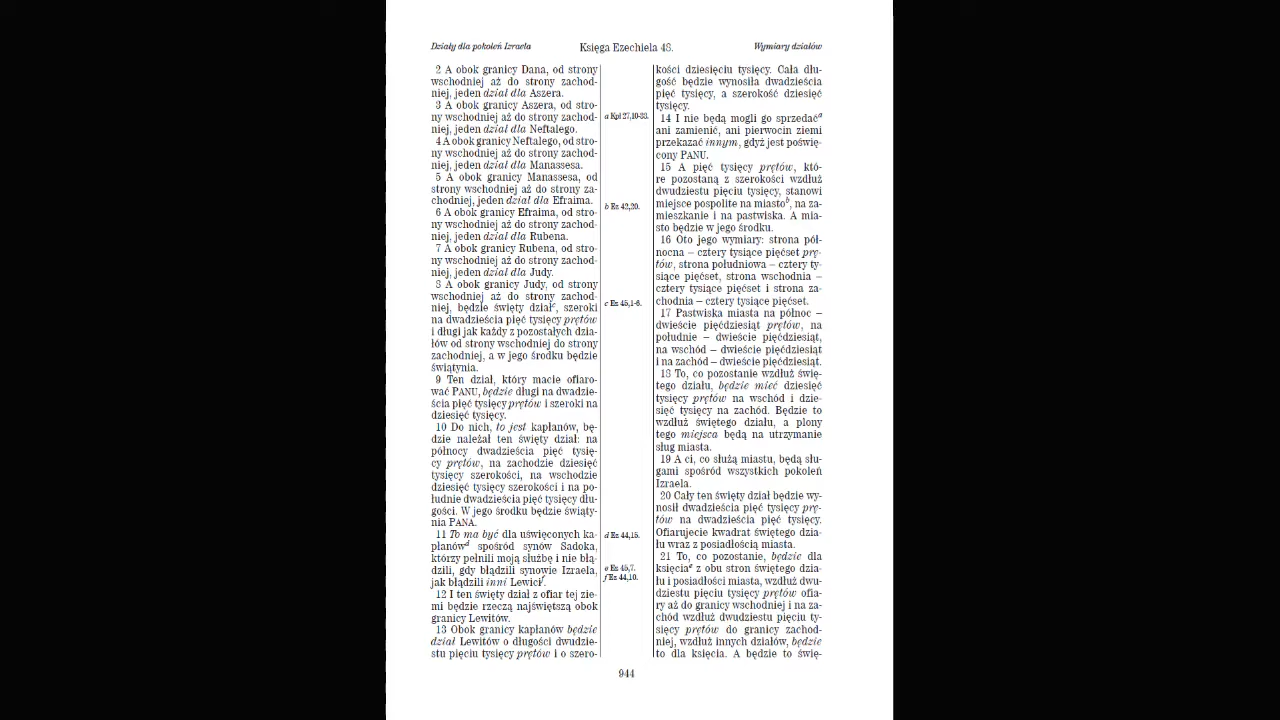 Działy dla pokoleń Izraela
Księga Ezechiela 48.
Wymiary działów
2 A obok granicy Dana, od strony
wschodniej aż do strony zachod-
niej, jeden dział dla Aszera.
3 A obok granicy Aszera, od stro-
ny wschodniej aż do strony zachod-
niej, jeden dział dla Neftalego.
4 A obok granicy Neftalego, od stro-
ny wschodniej aż do strony zachod-
niej, jeden dział dla Manassesa.
5 A obok granicy Manassesa, od
strony wschodniej aż do strony za-
chodniej, jeden dział dla Efraima.
6 A obok granicy Efraima, od stro-
ny wschodniej aż do strony zachod-
niej, jeden dział dla Rubena.
7 A obok granicy Rubena, od stro-
ny wschodniej aż do strony zachod-
niej, jeden dział dla Judy.
8 A obok granicy Judy, od strony
wschodniej aż do strony zachod-
niej, będzie święty dział^c, szeroki
na dwadzieścia pięć tysięcy prętów
i długi jak każdy z pozostałych dzia-
łów od strony wschodniej do strony
zachodniej, a w jego środku będzie
świątynia.
9 Ten dział, który macie ofiaro-
wać PANU, będzie długi na dwadzie-
ścia pięć tysięcy prętów i szeroki na
dziesięć tysięcy.
10 Do nich, to jest kapłanów, bę-
dzie należał ten święty dział: na
północy dwadzieścia pięć tysię-
cy prętów, na zachodzie dziesięć
tysięcy szerokości, na wschodzie
dziesięć tysięcy szerokości i na po-
łudnie dwadzieścia pięć tysięcy dłu-
gości. W jego środku będzie świąty-
nia PANA.
11 To ma być dla uświęconych ka-
płanów^d spośród synów Sadoka,
którzy pełnili moją służbę i nie błą-
dzili, gdy błądzili synowie Izraela,
jak błądzili inni Lewici^f.
12 I ten święty dział z ofiar tej zie-
mi będzie rzeczą najświętszą obok
granicy Lewitów.
13 Obok granicy kapłanów będzie
dział Lewitów o długości dwudzie-
stu pięciu tysięcy prętów i o szero-
a Kpł 27,10-33.
b Ez 42,20.
c Ez 45,1-6.
d Ez 44,15.
e Ez 45,7.
f Ez 44,10.
kości dziesięciu tysięcy. Cała dłu-
gość będzie wynosiła dwadzieścia
pięć tysięcy, a szerokość dziesięć
tysięcy.
14 I nie będą mogli go sprzedać^a
ani zamienić, ani pierwocin ziemi
przekazać innym, gdyż jest poświę-
cony PANU.
15 A pięć tysięcy prętów, któ-
re pozostaną z szerokości wzdłuż
dwudziestu pięciu tysięcy, stanowi
miejsce pospolite na miasto^b, na za-
mieszkanie i na pastwiska. A mia-
sto będzie w jego środku.
16 Oto jego wymiary: strona pół-
nocna – cztery tysiące pięćset prę-
tów, strona południowa – cztery ty-
siące pięćset, strona wschodnia –
cztery tysiące pięćset i strona za-
chodnia – cztery tysiące pięćset.
17 Pastwiska miasta na północ –
dwieście pięćdziesiąt prętów, na
południe – dwieście pięćdziesiąt,
na wschód – dwieście pięćdziesiąt
i na zachód – dwieście pięćdziesiąt.
18 To, co pozostanie wzdłuż świę-
tego działu, będzie mieć dziesięć
tysięcy prętów na wschód i dzie-
sięć tysięcy na zachód. Będzie to
wzdłuż świętego działu, a plony
tego miejsca będą na utrzymanie
sług miasta.
19 A ci, co służą miastu, będą słu-
gami spośród wszystkich pokoleń
Izraela.
20 Cały ten święty dział będzie wy-
nosił dwadzieścia pięć tysięcy prę-
tów na dwadzieścia pięć tysięcy.
Ofiarujecie kwadrat świętego dzia-
łu wraz z posiadłością miasta.
21 To, co pozostanie, będzie dla
księcia^e z obu stron świętego dzia-
łu i posiadłości miasta, wzdłuż dwu-
dziestu pięciu tysięcy prętów ofia-
ry aż do granicy wschodniej i na za-
chód wzdłuż dwudziestu pięciu ty-
sięcy prętów do granicy zachod-
niej, wzdłuż innych działów, będzie
to dla księcia. A będzie to świę-
944